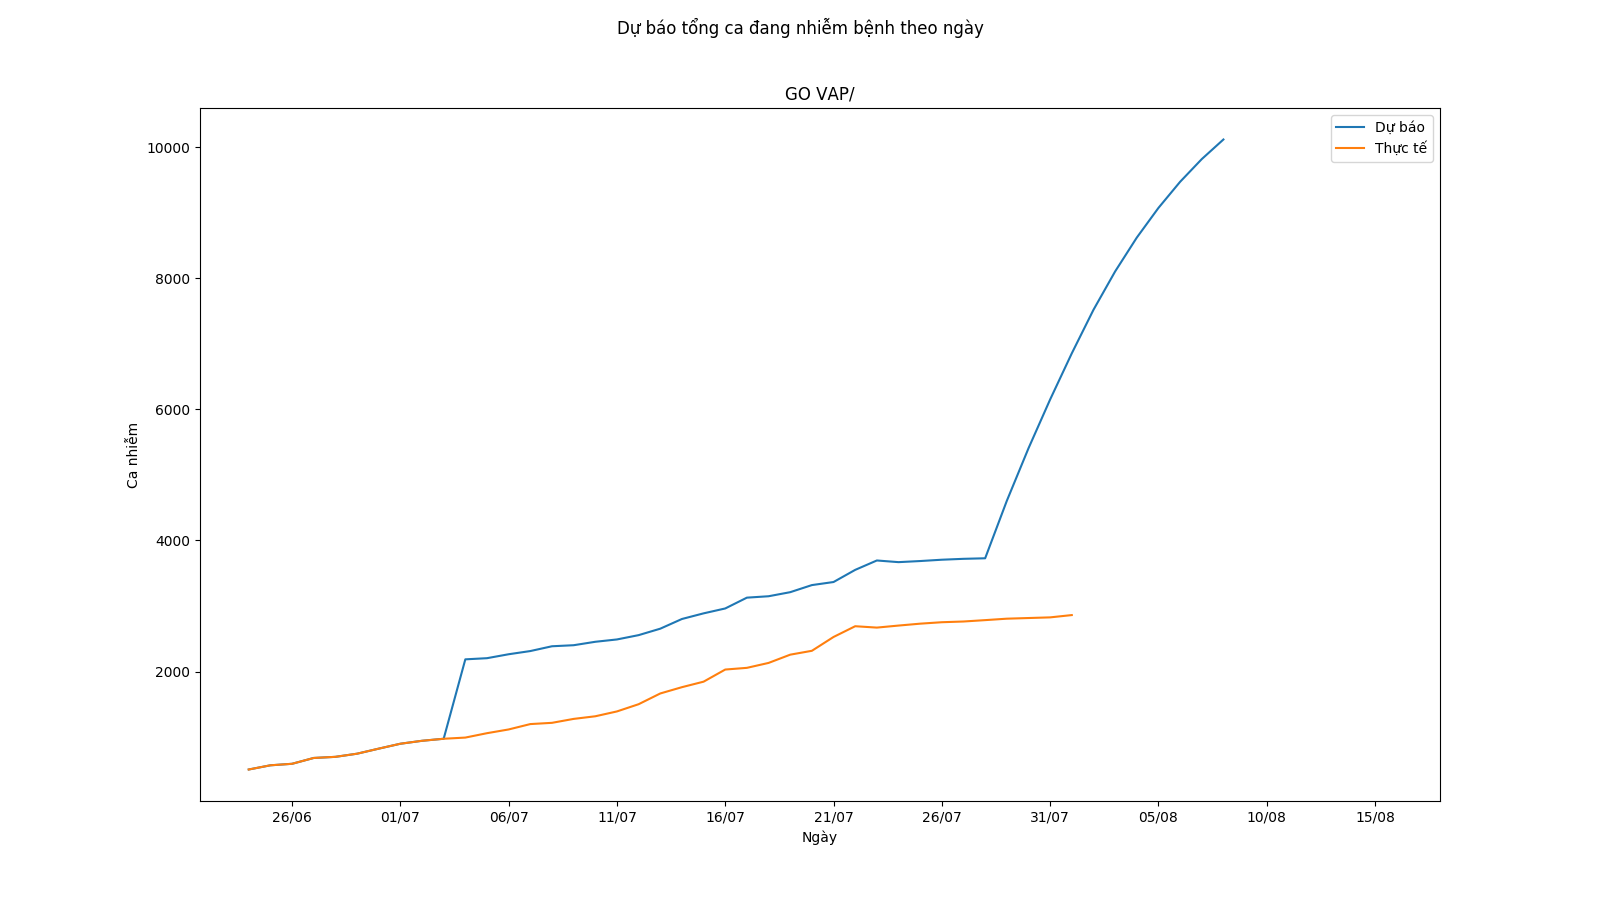 Dự báo tổng ca đang nhiễm bệnh theo ngày
GO VAP/
Dự báo
Thực tế
10000
8000
6000
4000
2000
Ca nhiễm
26/06
01/07
06/07
11/07
16/07
21/07
26/07
31/07
05/08
10/08
15/08
Ngày